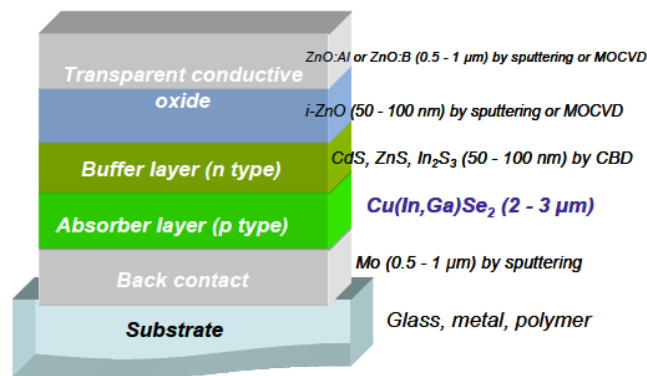 ZnO:Al or ZnO:B (0.5 - 1 µm) by sputtering or MOCVD
Transparent conductive
oxide
i-ZnO (50 - 100 nm) by sputtering or MOCVD
Buffer layer (n type)
CdS, ZnS, In₂S₃ (50 - 100 nm) by CBD
Absorber layer (p type)
Cu(In,Ga)Se₂ (2 - 3 µm)
Back contact
Mo (0.5 - 1 µm) by sputtering
Substrate
Glass, metal, polymer